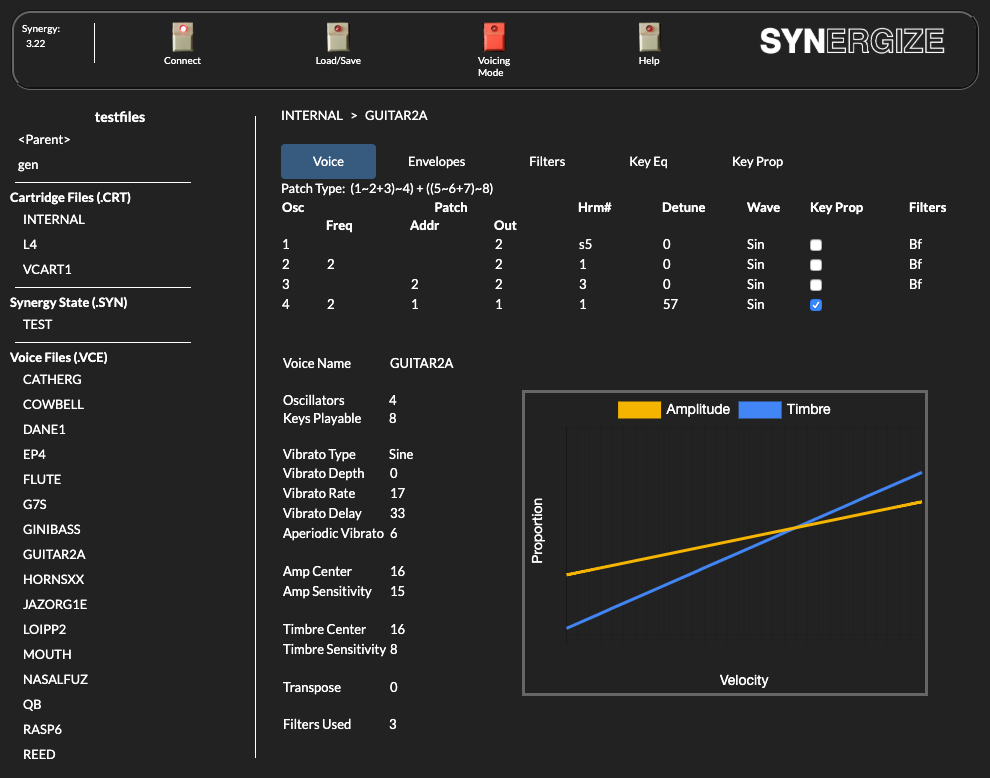 Synergy:
3.22
Connect
Load/Save
Voicing
Mode
Help
SYNERGIZE
testfiles
<Parent>
gen
Cartridge Files (.CRT)
INTERNAL
L4
VCART1
Synergy State (.SYN)
TEST
Voice Files (.VCE)
CATHERG
COWBELL
DANE1
EP4
FLUTE
G7S
GINIBASS
GUITAR2A
HORNSXX
JAZORG1E
LOIPP2
MOUTH
NASALFUZ
QB
RASP6
REED
INTERNAL > GUITAR2A
Voice Envelopes Filters Key Eq Key Prop
Patch Type: (1~2+3)~4) + ((5~6+7)~8)
Osc Patch Hrm# Detune Wave Key Prop Filters
Freq Addr Out
1 2 s5 0 Sin Bf
2 2 2 1 0 Sin Bf
3 2 2 3 0 Sin Bf
4 2 1 1 1 57 Sin
Voice Name GUITAR2A
Oscillators 4
Keys Playable 8
Vibrato Type Sine
Vibrato Depth 0
Vibrato Rate 17
Vibrato Delay 33
Aperiodic Vibrato 6
Amp Center 16
Amp Sensitivity 15
Timbre Center 16
Timbre Sensitivity 8
Transpose 0
Filters Used 3
Amplitude Timbre
Proportion
Velocity